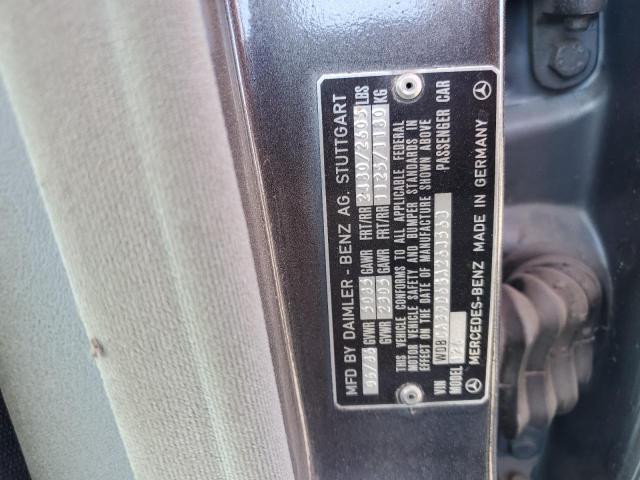 MFD BY DAIMLER-BENZ AG. STUTTGART
GVWR GAWR FRT/RR LBS
GVWR 2303 GAWR FRT/RR KG
THIS VEHICLE CONFORMS TO ALL APPLICABLE FEDERAL
MOTOR VEHICLE SAFETY AND BUMPER STANDARDS IN
EFFECT ON THE DATE OF MANUFACTURE SHOWN ABOVE
VIN PASSENGER CAR
MODEL 126
MERCEDES-BENZ MADE IN GERMANY